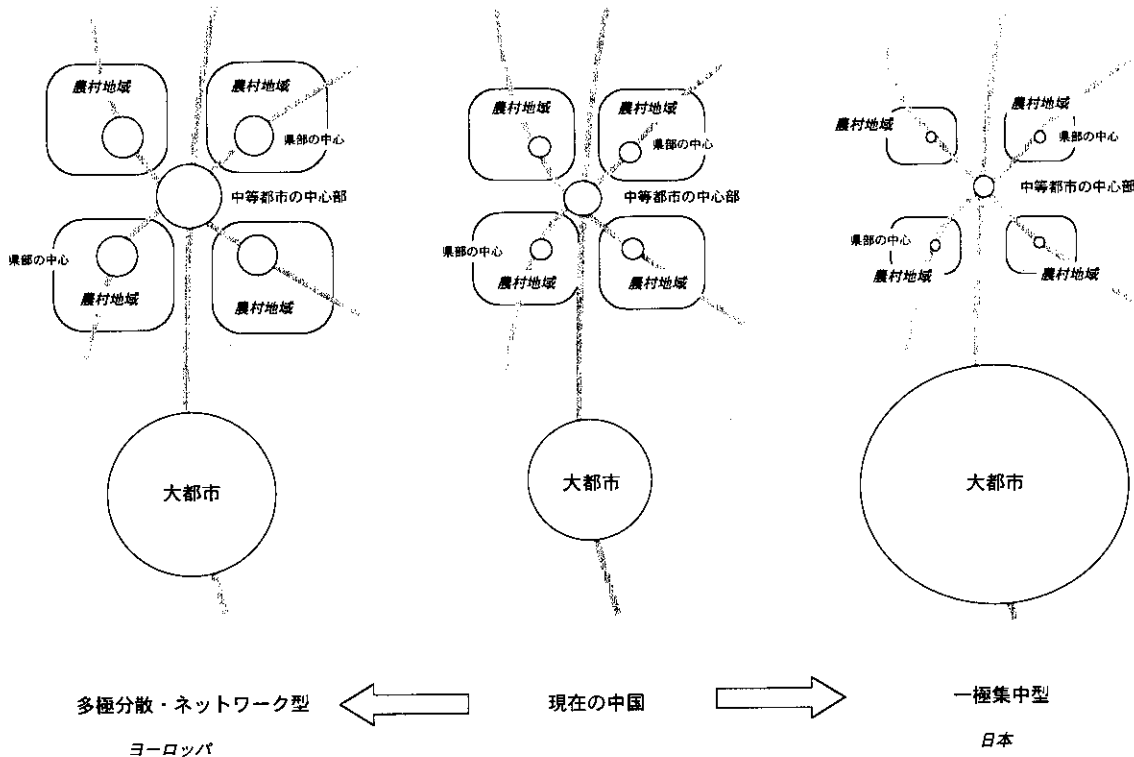 農村地域
農村地域
県部の中心
中等都市の中心部
県部の中心
農村地域
農村地域
大都市
多極分散・ネットワーク型
ヨーロッパ
農村地域
農村地域
県部の中心
中等都市の中心部
県部の中心
農村地域
農村地域
大都市
現在の中国
農村地域
農村地域
県部の中心
中等都市の中心部
県部の中心
農村地域
農村地域
大都市
一極集中型
日本